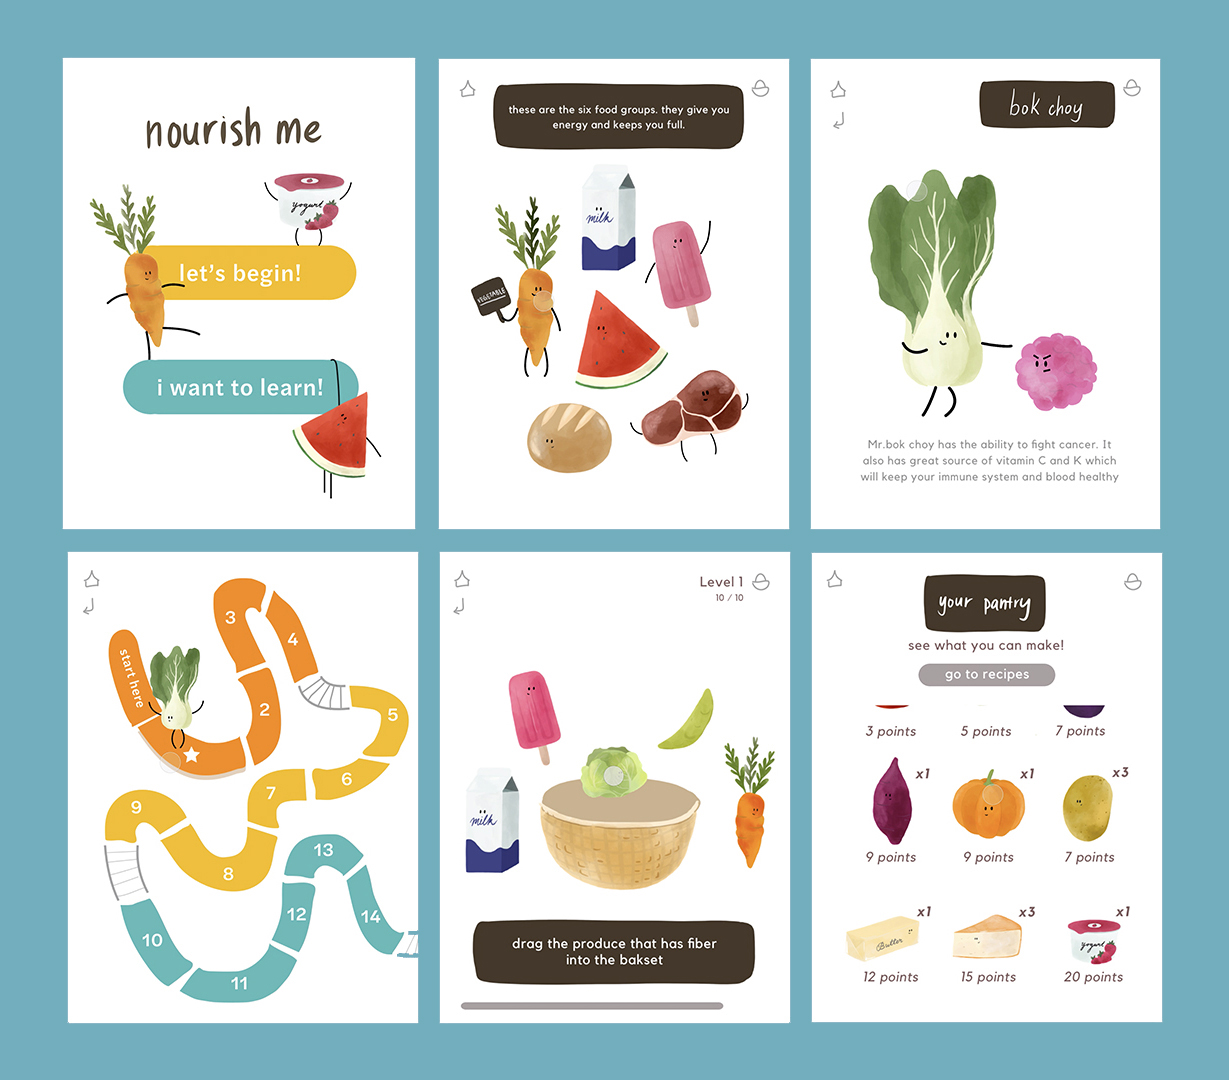 nourish me
yogurt
let's begin!
i want to learn!
these are the six food groups. they give you
energy and keeps you full.
milk
VEGETABLE
bok choy
Mr.bok choy has the ability to fight cancer. It
also has great source of vitamin C and K which
will keep your immune system and blood healthy
start here
2
3
4
5
6
7
8
9
10
11
12
13
14
Level 1
10 / 10
milk
drag the produce that has fiber
into the bakset
your pantry
see what you can make!
go to recipes
3 points
5 points
7 points
x1
x1
x3
9 points
9 points
7 points
x1
x3
x1
Butter
yogurt
12 points
15 points
20 points